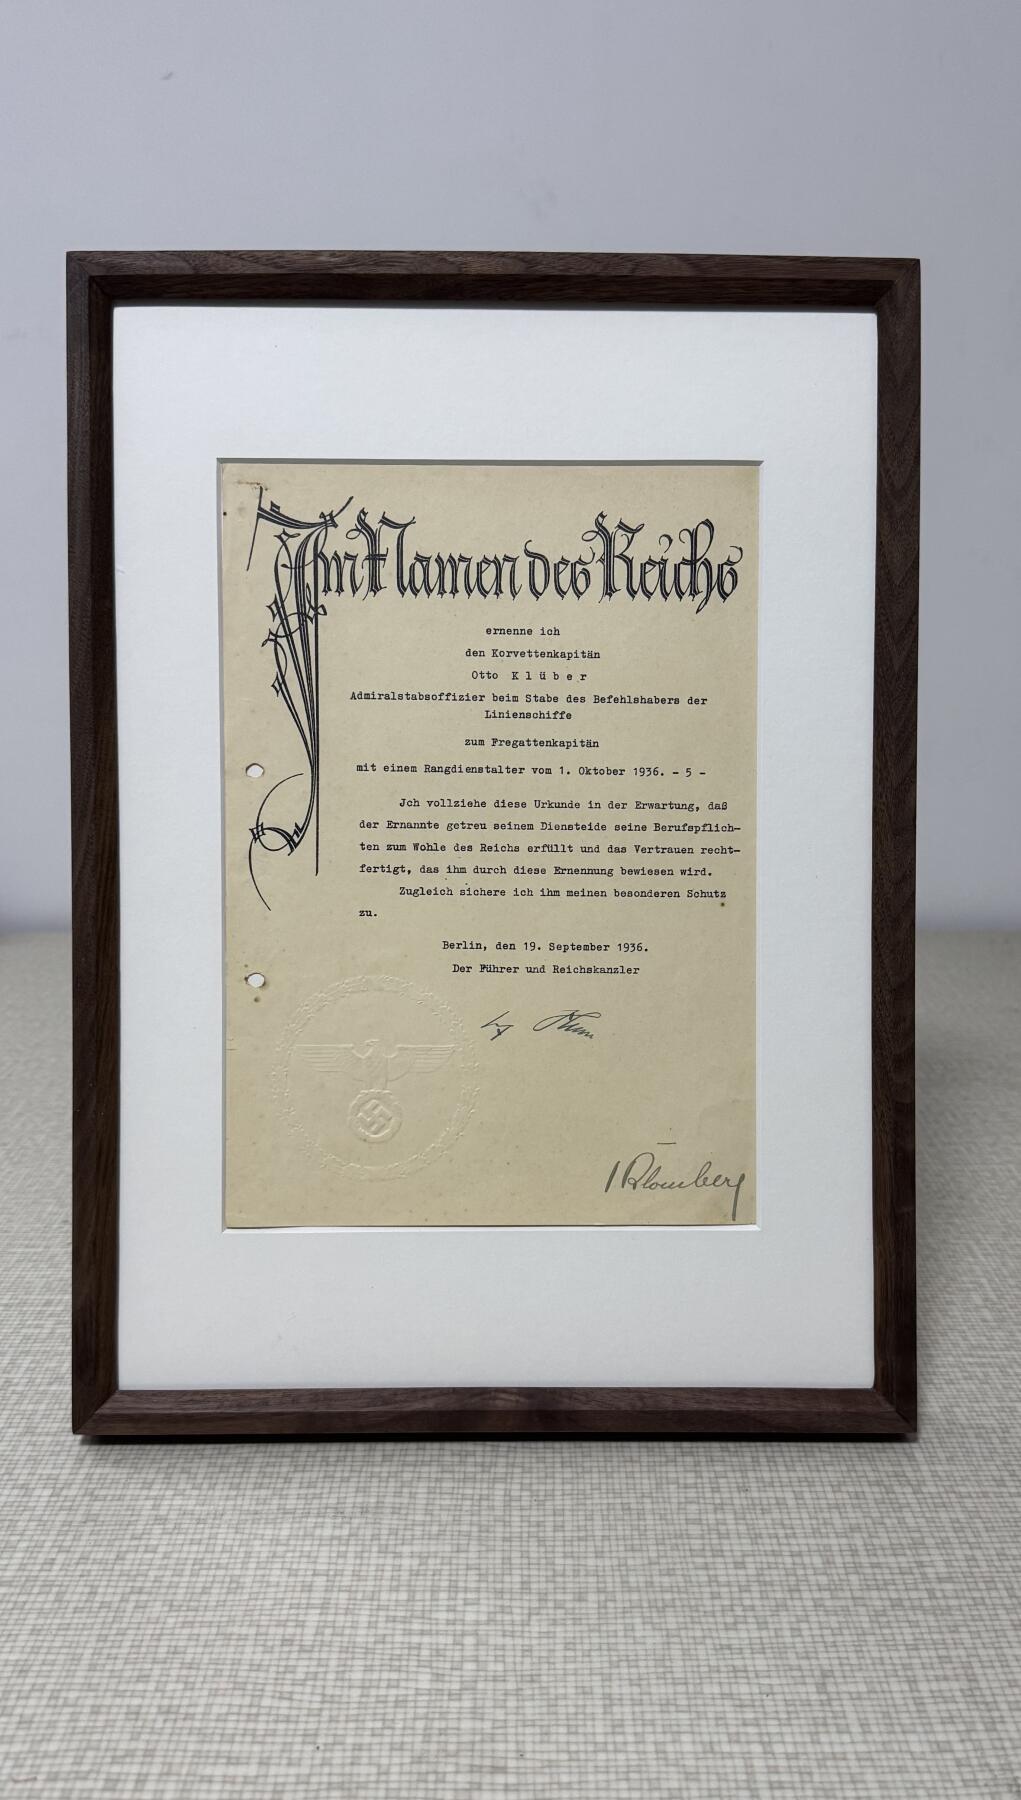 Im Namen des Reichs
ernenne ich
den Korvettenkapitän
Otto K l ü b e r
Admiralstabsoffizier beim Stabe des Befehlshabers der
Linienschiffe
zum Fregattenkapitän
mit einem Rangdienstalter vom 1. Oktober 1936. - 5 -
Jch vollziehe diese Urkunde in der Erwartung, daß
der Ernannte getreu seinem Diensteide seine Berufspflich-
ten zum Wohle des Reichs erfüllt und das Vertrauen recht-
fertigt, das ihm durch diese Ernennung bewiesen wird.
Zugleich sichere ich ihm meinen besonderen Schutz
zu.
Berlin, den 19. September 1936.
Der Führer und Reichskanzler
Blomberg